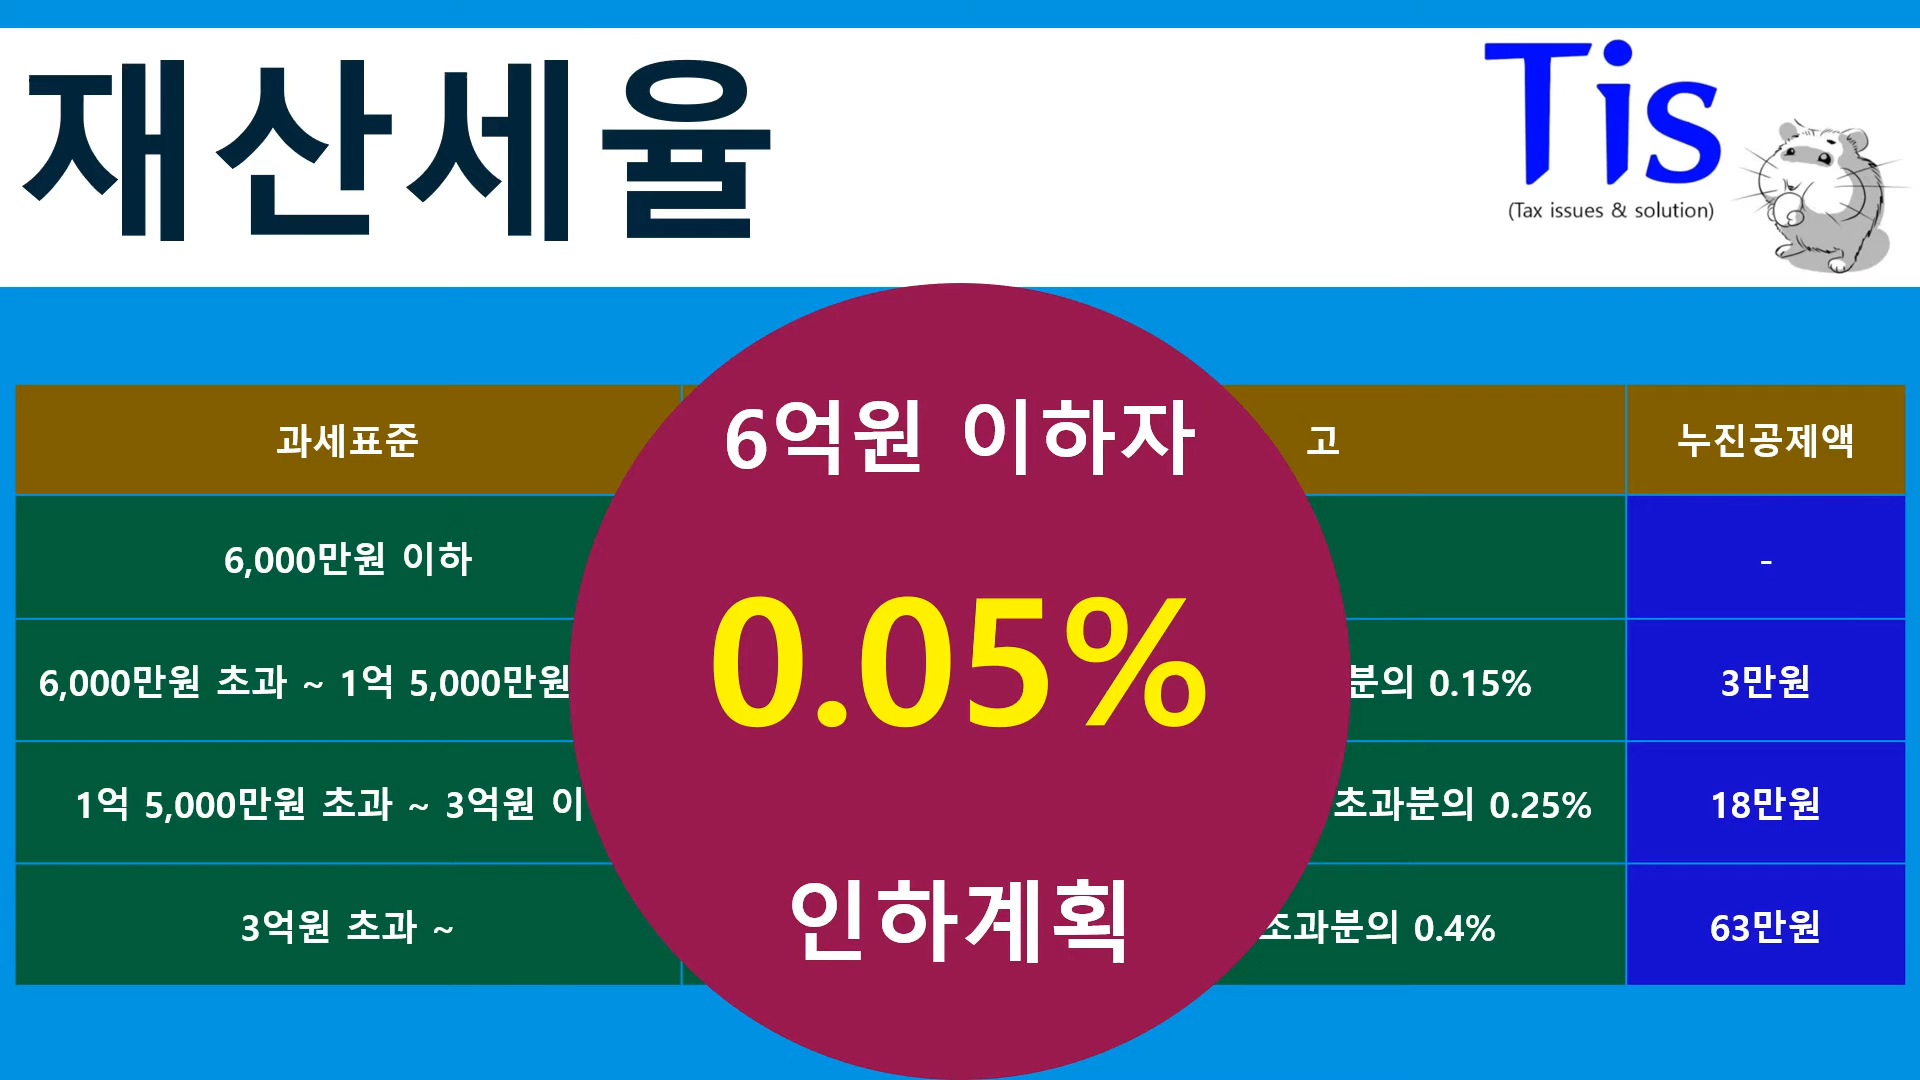 재산세율
Tis
(Tax issues & solution)
과세표준 고 누진공제액
6,000만원 이하 -
6,000만원 초과 ~ 1억 5,000만원 분의 0.15% 3만원
1억 5,000만원 초과 ~ 3억원 이 초과분의 0.25% 18만원
3억원 초과 ~ 초과분의 0.4% 63만원
6억원 이하자
0.05%
인하계획